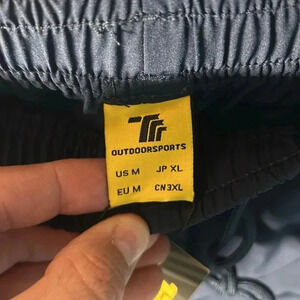 OUTDOORSPORTS
US M JP XL
EU M CN3XL